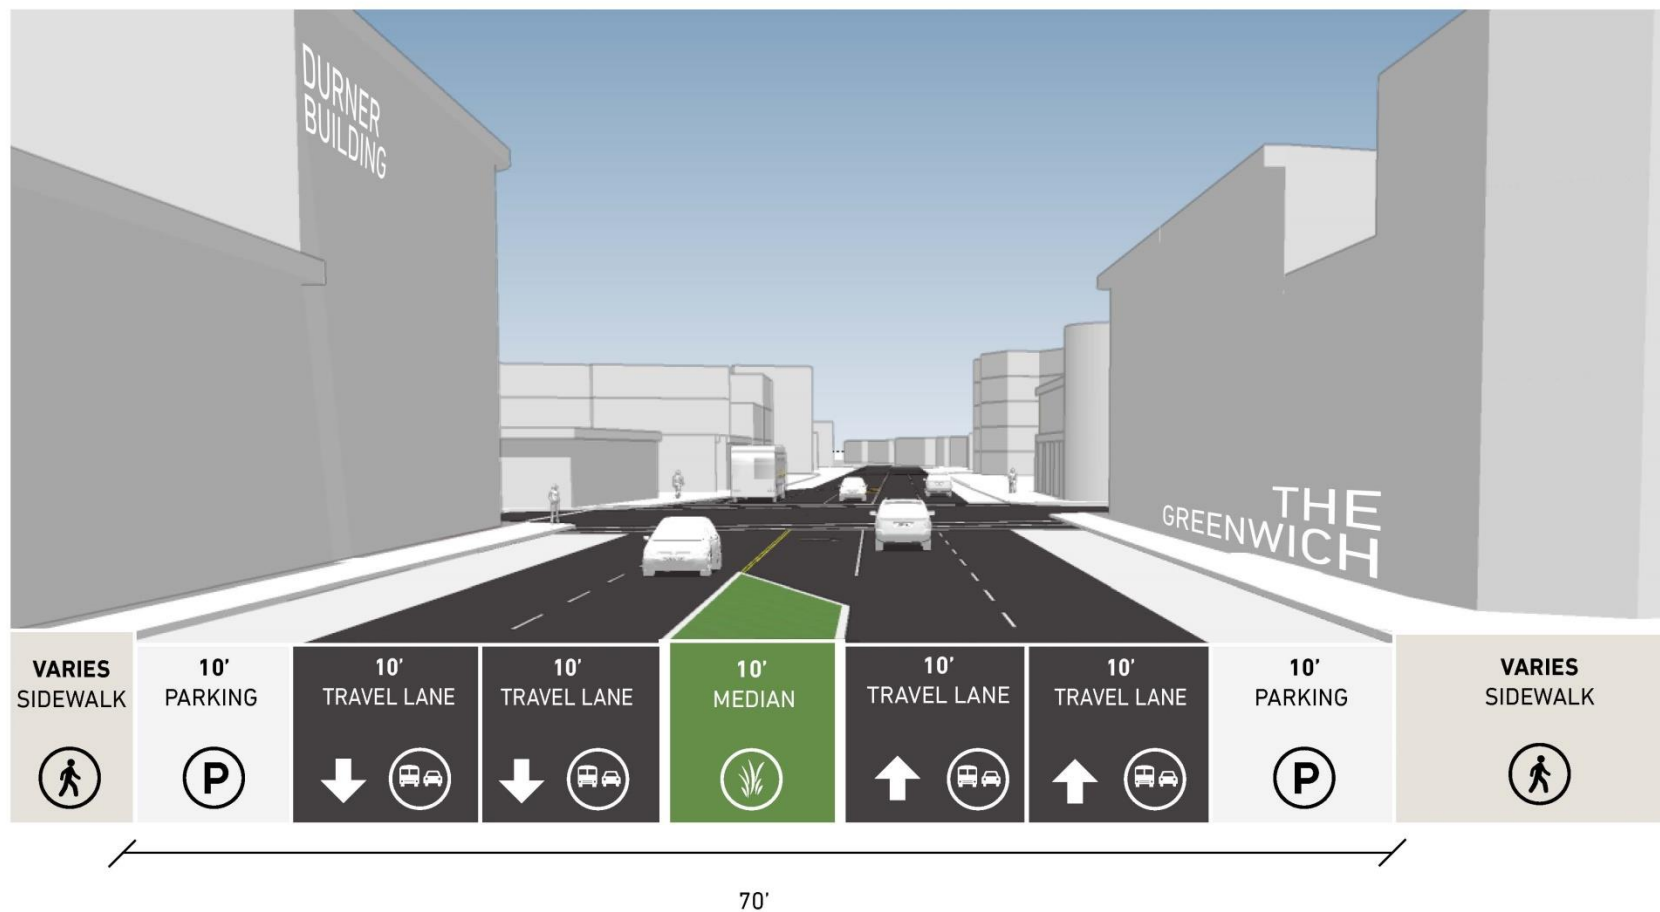 DURNER
BUILDING
THE
GREENWICH
VARIES
SIDEWALK
P
10'
PARKING
P
10'
TRAVEL LANE
10'
TRAVEL LANE
10'
MEDIAN
10'
TRAVEL LANE
10'
TRAVEL LANE
10'
PARKING
P
VARIES
SIDEWALK
70'